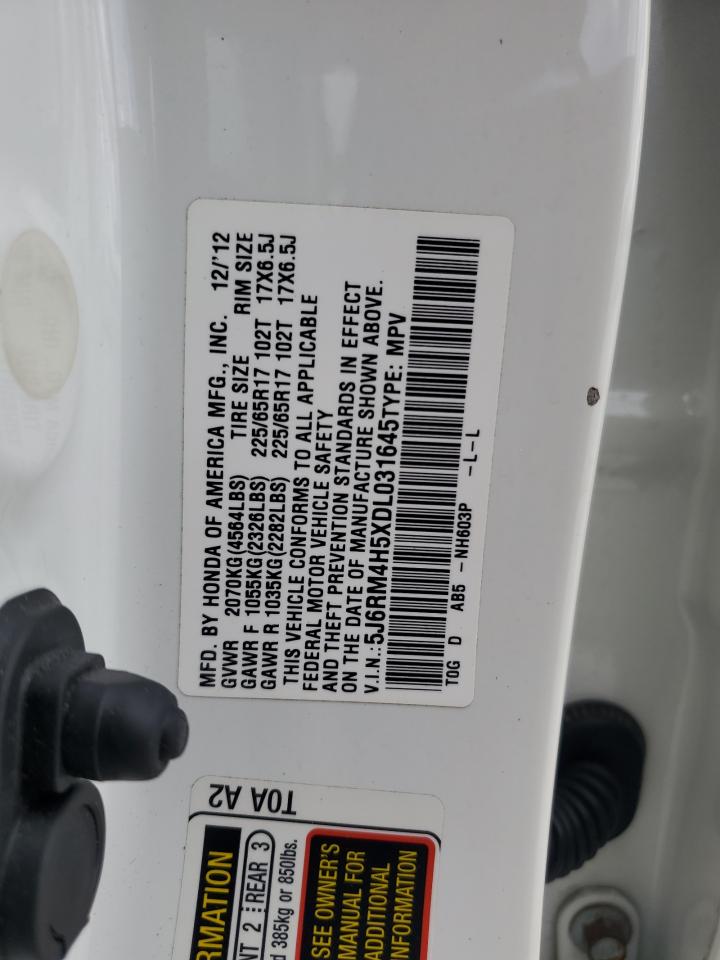 MFD. BY HONDA OF AMERICA MFG., INC. 12/'12
GVWR 2070KG(4564LBS) TIRE SIZE RIM SIZE
GAWR F 1055KG(2326LBS) 225/65R17 102T 17X6.5J
GAWR R 1035KG(2282LBS) 225/65R17 102T 17X6.5J
THIS VEHICLE CONFORMS TO ALL APPLICABLE
FEDERAL MOTOR VEHICLE SAFETY
AND THEFT PREVENTION STANDARDS IN EFFECT
ON THE DATE OF MANUFACTURE SHOWN ABOVE.
V.I.N.:5J6RM4H5XDL031645TYPE: MPV
T0G D AB5 -NH603P -L-L
T0A A2
RMATION
NT 2 REAR 3
d 385kg or 850lbs.
SEE OWNER'S
MANUAL FOR
ADDITIONAL
INFORMATION